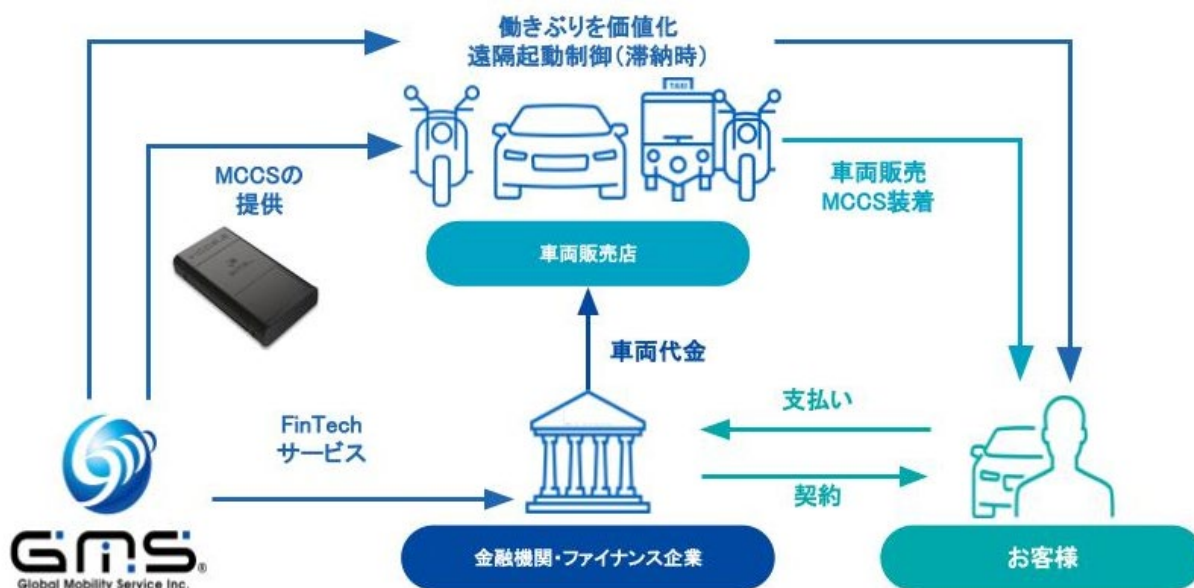 働きぶりを価値化
遠隔起動制御(滞納時)
TAXI
MCCSの
提供
車両販売
MCCS装着
車両販売店
車両代金
支払い
FinTech
サービス
契約
GMS®
Global Mobility Service Inc.
金融機関・ファイナンス企業
お客様